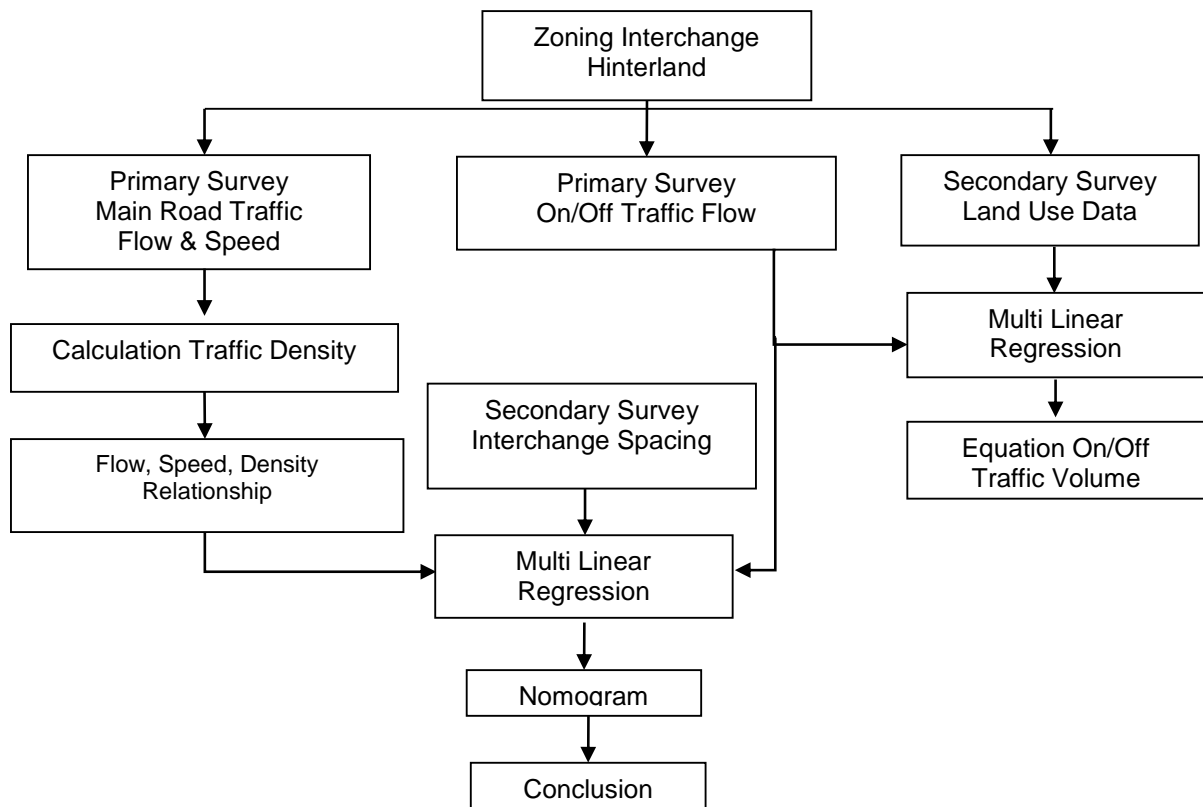 Zoning Interchange
Hinterland
Primary Survey
Main Road Traffic
Flow & Speed
Primary Survey
On/Off Traffic Flow
Secondary Survey
Land Use Data
Calculation Traffic Density
Multi Linear
Regression
Secondary Survey
Interchange Spacing
Flow, Speed, Density
Relationship
Equation On/Off
Traffic Volume
Multi Linear
Regression
Nomogram
Conclusion